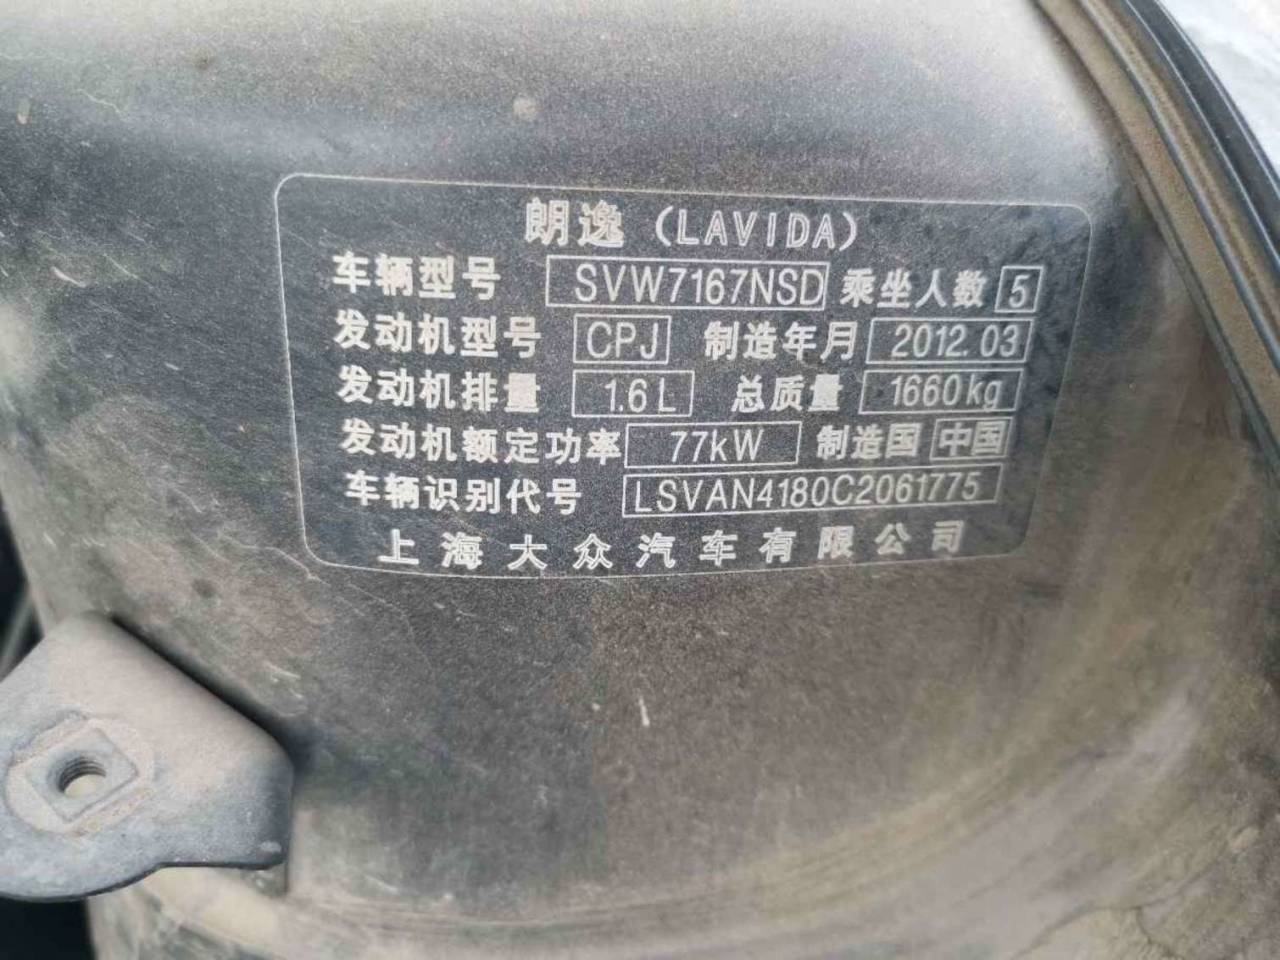 朗逸（LAVIDA）
车辆型号 SVW7167NSD 乘坐人数 5
发动机型号 CPJ 制造年月 2012.03
发动机排量 1.6L 总质量 1660kg
发动机额定功率 77kW 制造国 中国
车辆识别代号 LSVAN4180C2061775
上海大众汽车有限公司